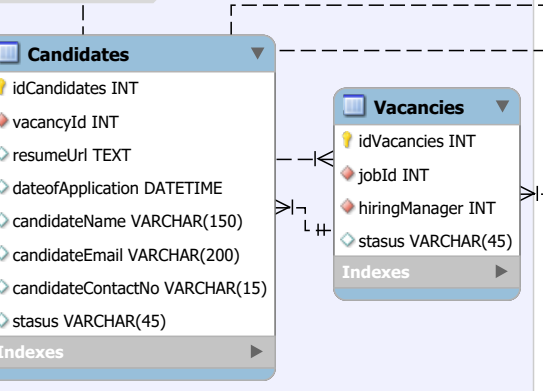 Candidates
idCandidates INT
vacancyId INT
resumeUrl TEXT
dateofApplication DATETIME
candidateName VARCHAR(150)
candidateEmail VARCHAR(200)
candidateContactNo VARCHAR(15)
stasus VARCHAR(45)
Indexes
Vacancies
idVacancies INT
jobId INT
hiringManager INT
stasus VARCHAR(45)
Indexes